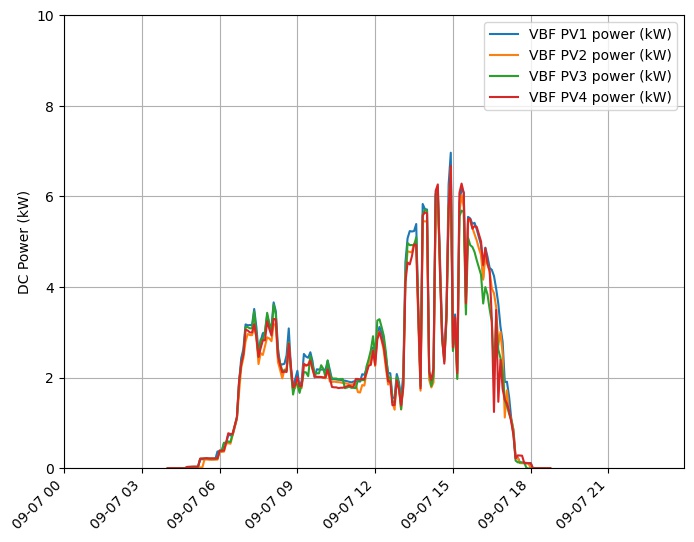 10
8
6
4
2
0
DC Power (kW)
VBF PV1 power (kW)
VBF PV2 power (kW)
VBF PV3 power (kW)
VBF PV4 power (kW)
09-07 00
09-07 03
09-07 06
09-07 09
09-07 12
09-07 15
09-07 18
09-07 21